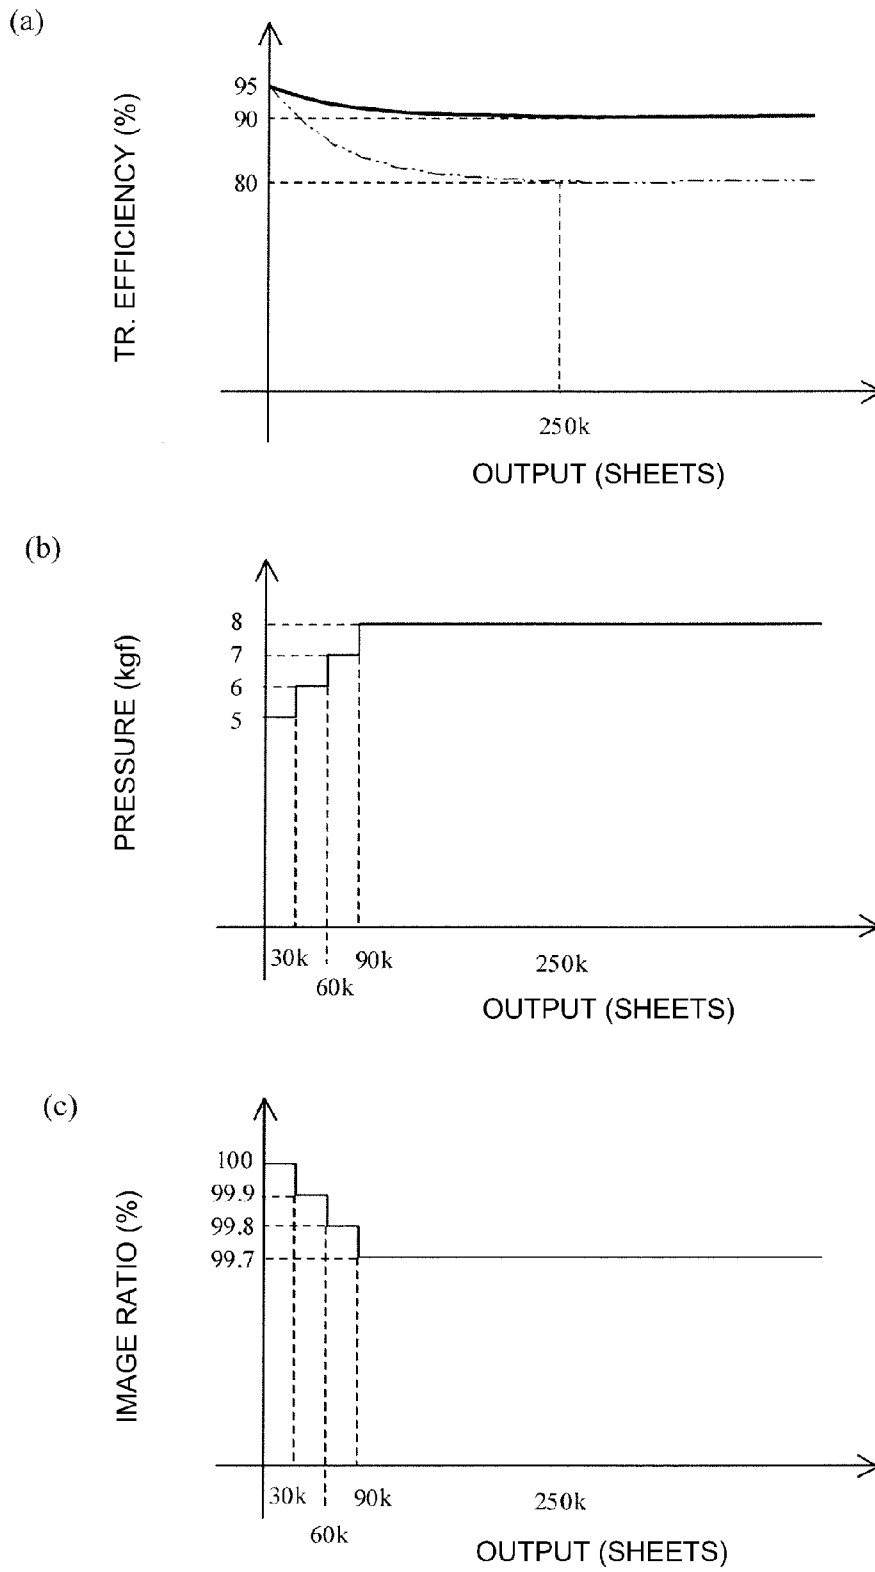 (a)
TR. EFFICIENCY (%)
95
90
80
250k
OUTPUT (SHEETS)
(b)
PRESSURE (kgf)
8
7
6
5
30k
60k
90k
250k
OUTPUT (SHEETS)
(c)
IMAGE RATIO (%)
100
99.9
99.8
99.7
30k
60k
90k
250k
OUTPUT (SHEETS)